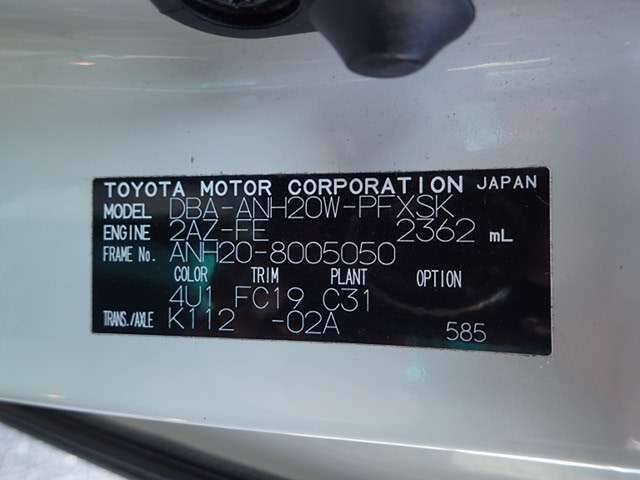 TOYOTA MOTOR CORPORATION JAPAN
MODEL DBA-ANH20W-PFXSK
ENGINE 2AZ-FE 2362 mL
FRAME No. ANH20-8005050
COLOR TRIM PLANT OPTION
4U1 FC19 C31
TRANS./AXLE K112 -02A 585